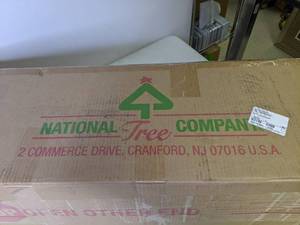 NATIONAL Tree COMPANY
2 COMMERCE DRIVE, CRANFORD, NJ 07016 U.S.A.
OPEN OTHER END